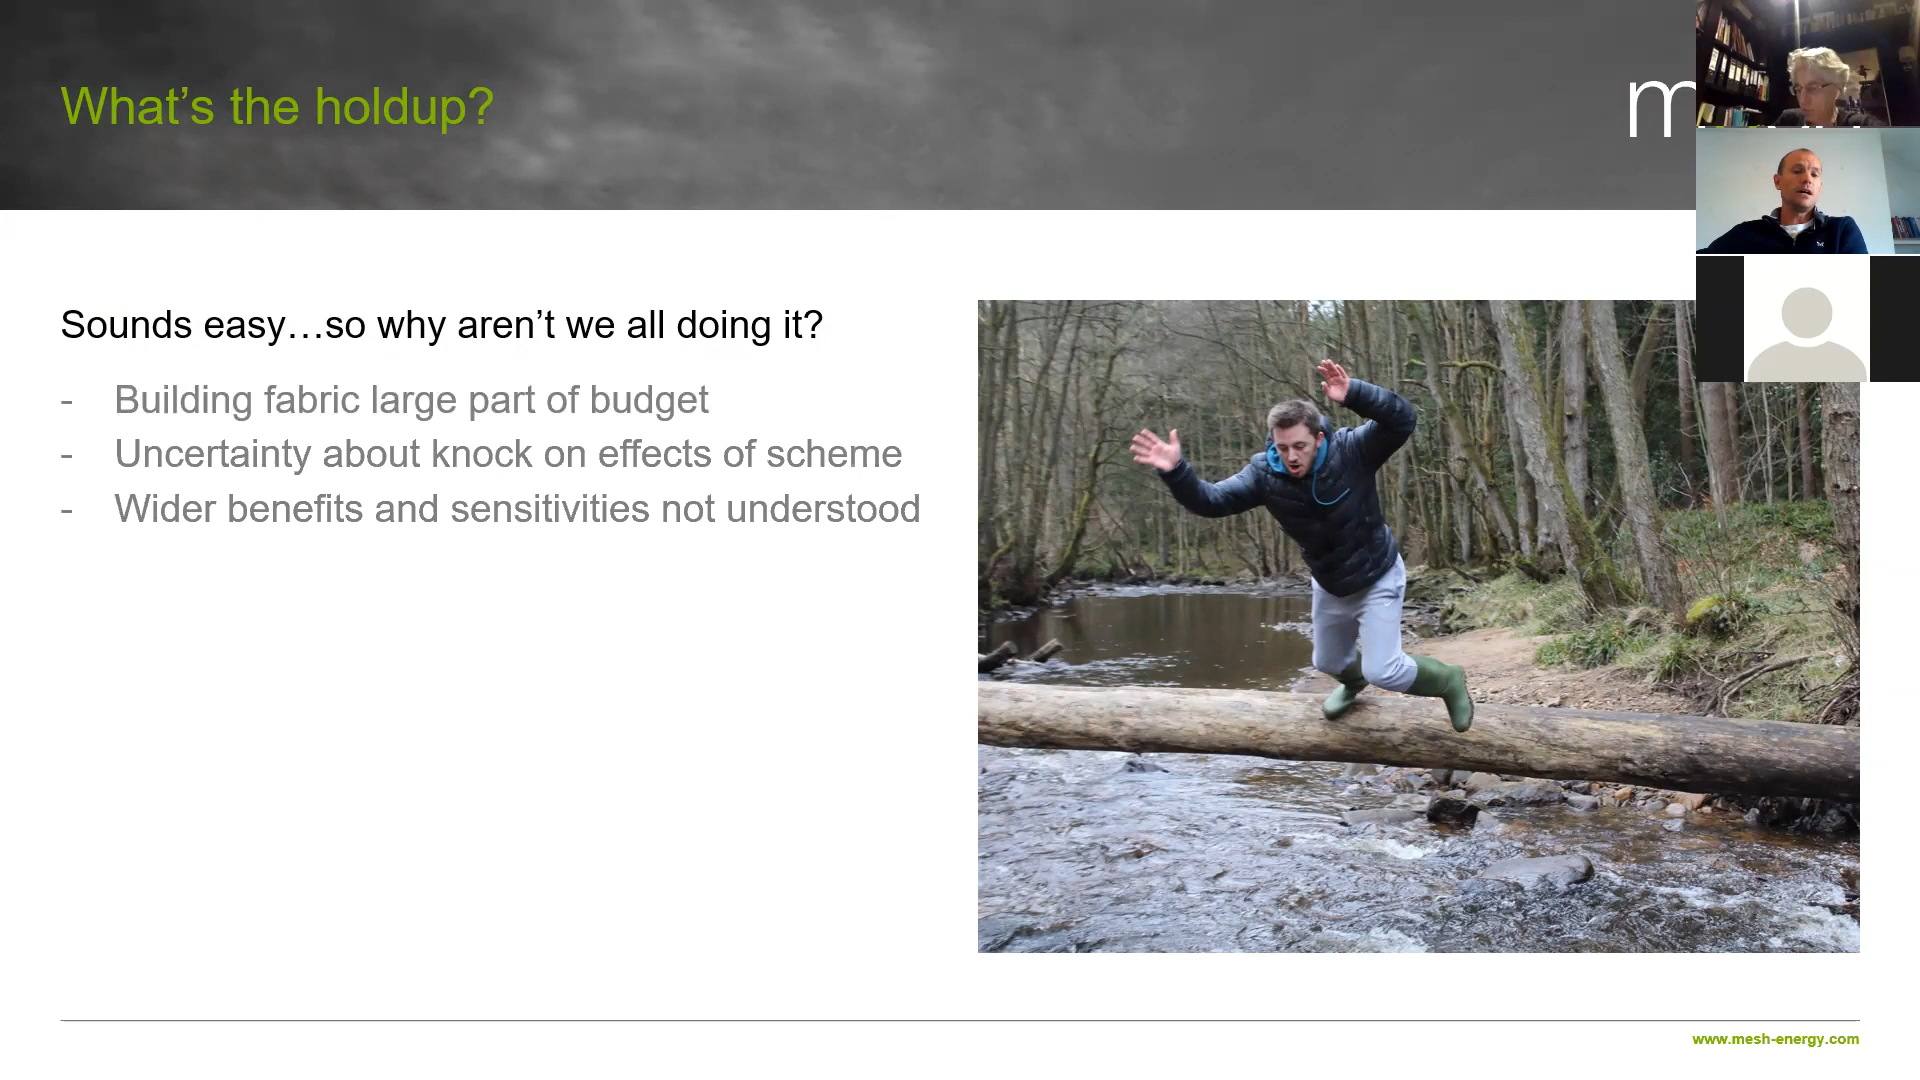 What’s the holdup?
Sounds easy…so why aren’t we all doing it?
- Building fabric large part of budget
- Uncertainty about knock on effects of scheme
- Wider benefits and sensitivities not understood
www.mesh-energy.com